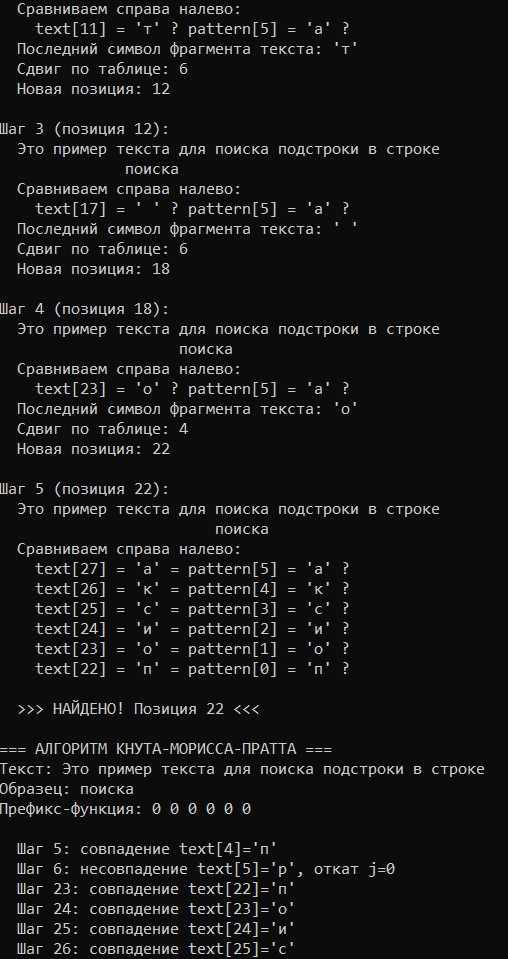 Сравниваем справа налево:
text[11] = 'т' ? pattern[5] = 'а' ?
Последний символ фрагмента текста: 'т'
Сдвиг по таблице: 6
Новая позиция: 12
Шаг 3 (позиция 12):
Это пример текста для поиска подстроки в строке
поиска
Сравниваем справа налево:
text[17] = ' ' ? pattern[5] = 'а' ?
Последний символ фрагмента текста: ' '
Сдвиг по таблице: 6
Новая позиция: 18
Шаг 4 (позиция 18):
Это пример текста для поиска подстроки в строке
поиска
Сравниваем справа налево:
text[23] = 'о' ? pattern[5] = 'а' ?
Последний символ фрагмента текста: 'о'
Сдвиг по таблице: 4
Новая позиция: 22
Шаг 5 (позиция 22):
Это пример текста для поиска подстроки в строке
поиска
Сравниваем справа налево:
text[27] = 'а' = pattern[5] = 'а' ?
text[26] = 'к' = pattern[4] = 'к' ?
text[25] = 'с' = pattern[3] = 'с' ?
text[24] = 'и' = pattern[2] = 'и' ?
text[23] = 'о' = pattern[1] = 'о' ?
text[22] = 'п' = pattern[0] = 'п' ?
>>> НАЙДЕНО! Позиция 22 <<<
=== АЛГОРИТМ КНУТА-МОРИССА-ПРАТТА ===
Текст: Это пример текста для поиска подстроки в строке
Образец: поиска
Префикс-функция: 0 0 0 0 0 0
Шаг 5: совпадение text[4]='п'
Шаг 6: несовпадение text[5]='р', откат j=0
Шаг 23: совпадение text[22]='п'
Шаг 24: совпадение text[23]='о'
Шаг 25: совпадение text[24]='и'
Шаг 26: совпадение text[25]='с'